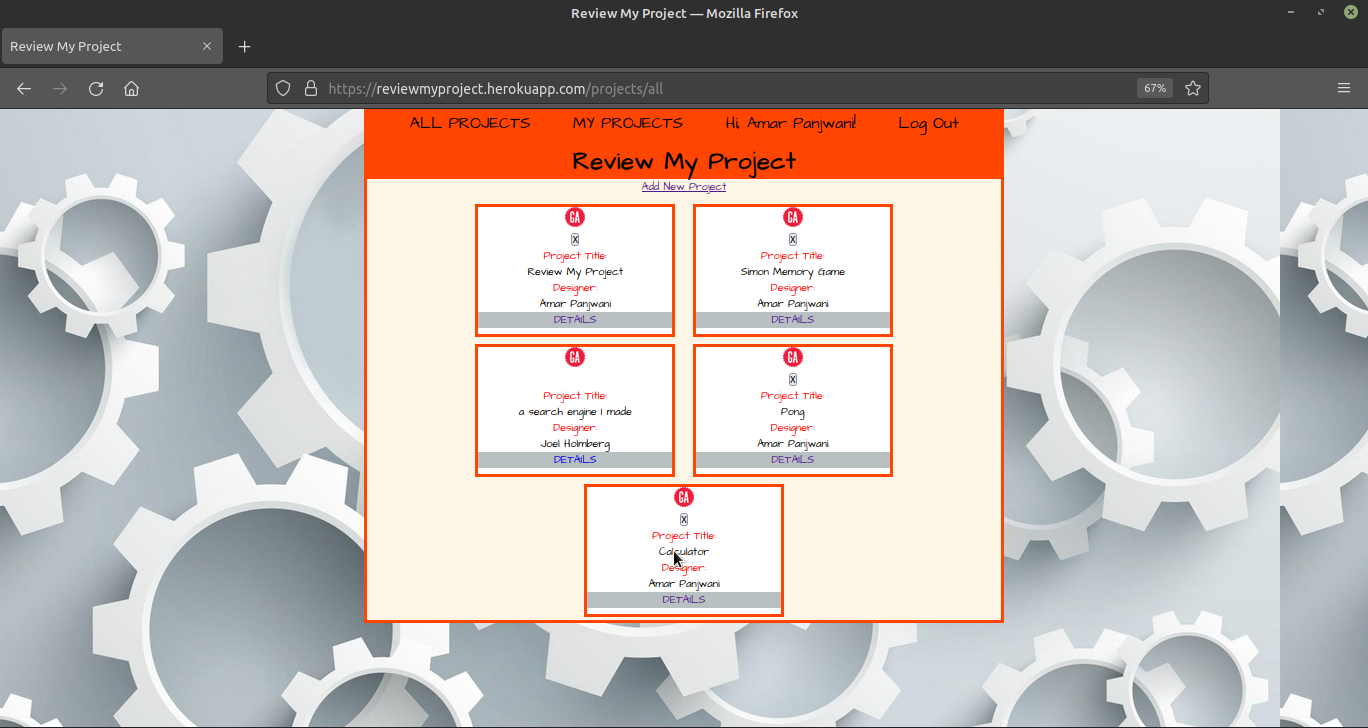 Review My Project — Mozilla Firefox
Review My Project
https://reviewmyproject.herokuapp.com/projects/all
67%
ALL PROJECTS MY PROJECTS Hi, Amar Panjwani! Log Out
Review My Project
Add New Project
GA
X
Project Title:
Review My Project
Designer:
Amar Panjwani
DETAILS
GA
X
Project Title:
Simon Memory Game
Designer:
Amar Panjwani
DETAILS
GA
Project Title:
a search engine I made
Designer:
Joel Holmberg
DETAILS
GA
X
Project Title:
Pong
Designer:
Amar Panjwani
DETAILS
GA
X
Project Title:
Calculator
Designer:
Amar Panjwani
DETAILS